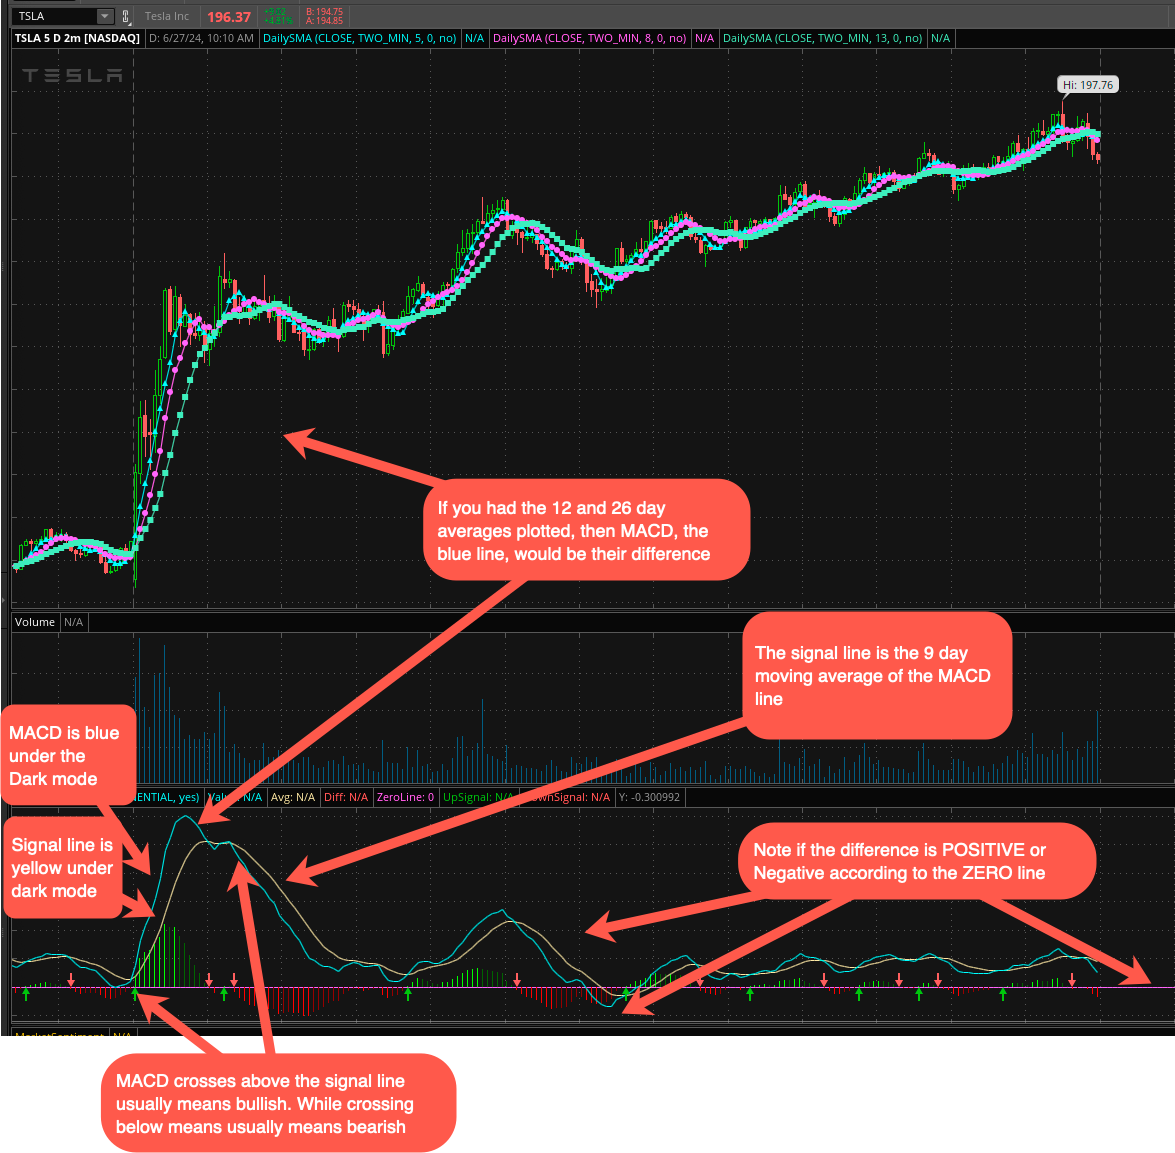 TSLA
Tesla Inc
196.37
+9.02
+4.81%
B: 194.75
A: 194.85
TSLA 5 D 2m [NASDAQ]
D: 6/27/24, 10:10 AM
DailySMA (CLOSE, TWO_MIN, 5, 0, no)
N/A
DailySMA (CLOSE, TWO_MIN, 8, 0, no)
N/A
DailySMA (CLOSE, TWO_MIN, 13, 0, no)
N/A
TESLA
Hi: 197.76
If you had the 12 and 26 day
averages plotted, then MACD, the
blue line, would be their difference
Volume
N/A
The signal line is the 9 day
moving average of the MACD
line
MACD is blue
under the
Dark mode
ENTIAL, yes)
N/A
Avg: N/A
Diff: N/A
ZeroLine: 0
UpSignal: N/A
ownSignal: N/A
Y: -0.300992
Signal line is
yellow under
dark mode
Note if the difference is POSITIVE or
Negative according to the ZERO line
MarketSentiment
N/A
MACD crosses above the signal line
usually means bullish. While crossing
below means usually means bearish